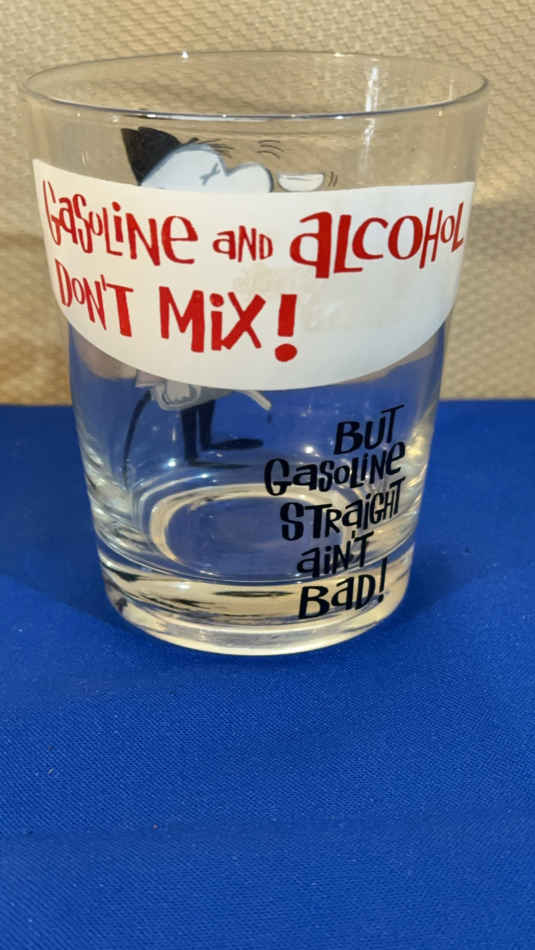 Gasoline and alcohol
Don't Mix!
But
Gasoline
Straight
ain't
Bad!